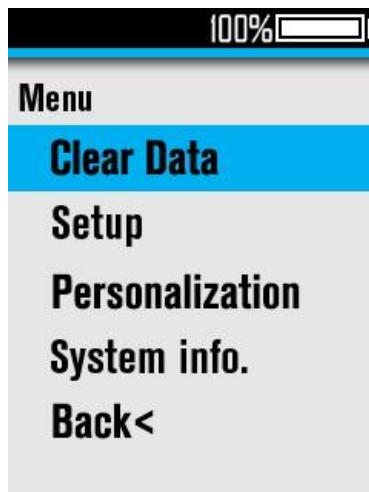 100%
Menu
Clear Data
Setup
Personalization
System info.
Back<